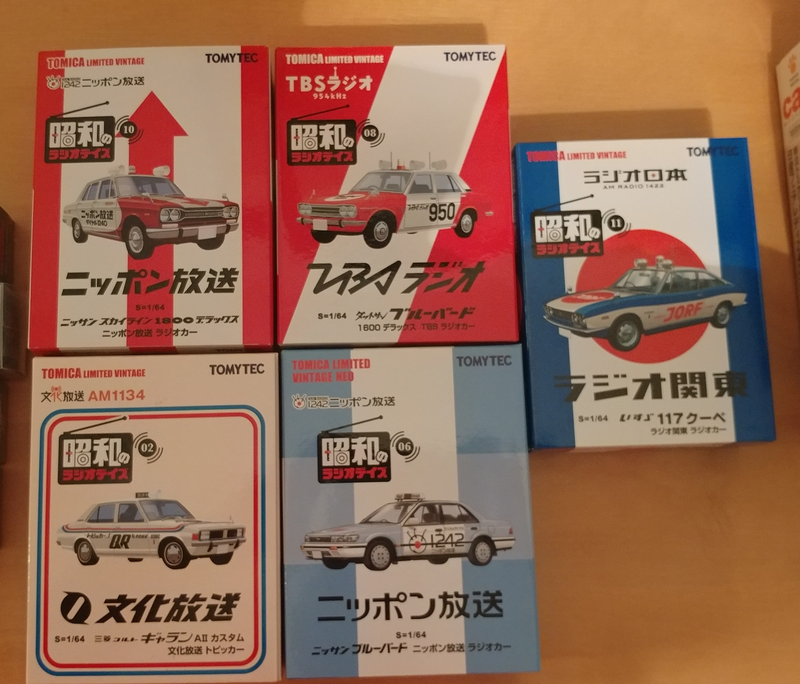 TOMICA LIMITED VINTAGE
TOMYTEC
1242 ニッポン放送
昭和の
ラジオデイズ
10
ニッポン放送
ニッポン放送
S=1/64
ニッサン スカイライン 1800 デラックス
ニッポン放送 ラジオカー
TOMICA LIMITED VINTAGE
TOMYTEC
TBSラジオ
954kHz
昭和の
ラジオデイズ
08
950
TBSラジオ
S=1/64 ダットサン ブルーバード
1600 デラックス TBS ラジオカー
TOMICA LIMITED VINTAGE
TOMYTEC
ラジオ日本
AM RADIO 1422
昭和の
ラジオデイズ
11
JORF
ラジオ関東
S=1/64 いすゞ 117クーペ
ラジオ関東 ラジオカー
TOMICA LIMITED VINTAGE
TOMYTEC
文化放送 AM1134
昭和の
ラジオデイズ
02
QR
文化放送
S=1/64 三菱 コルト ギャラン AII カスタム
文化放送 トピッカー
TOMICA LIMITED
VINTAGE NEO
TOMYTEC
1242 ニッポン放送
昭和の
ラジオデイズ
06
1242
ニッポン放送
S=1/64
ニッサン ブルーバード ニッポン放送 ラジオカー